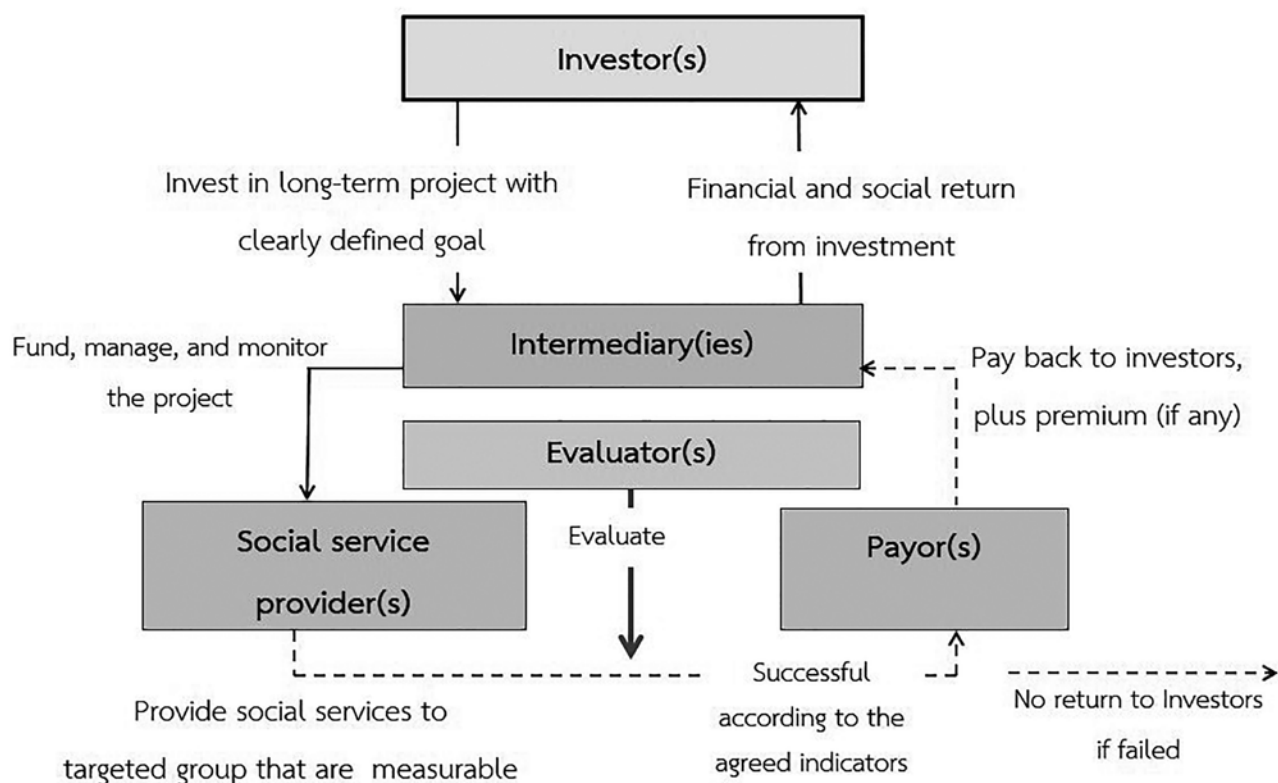 Investor(s)
Invest in long-term project with
clearly defined goal
Financial and social return
from investment
Intermediary(ies)
Fund, manage, and monitor
the project
Pay back to investors,
plus premium (if any)
Evaluator(s)
Evaluate
Social service
provider(s)
Payor(s)
Provide social services to
targeted group that are measurable
Successful
according to the
agreed indicators
No return to Investors
if failed